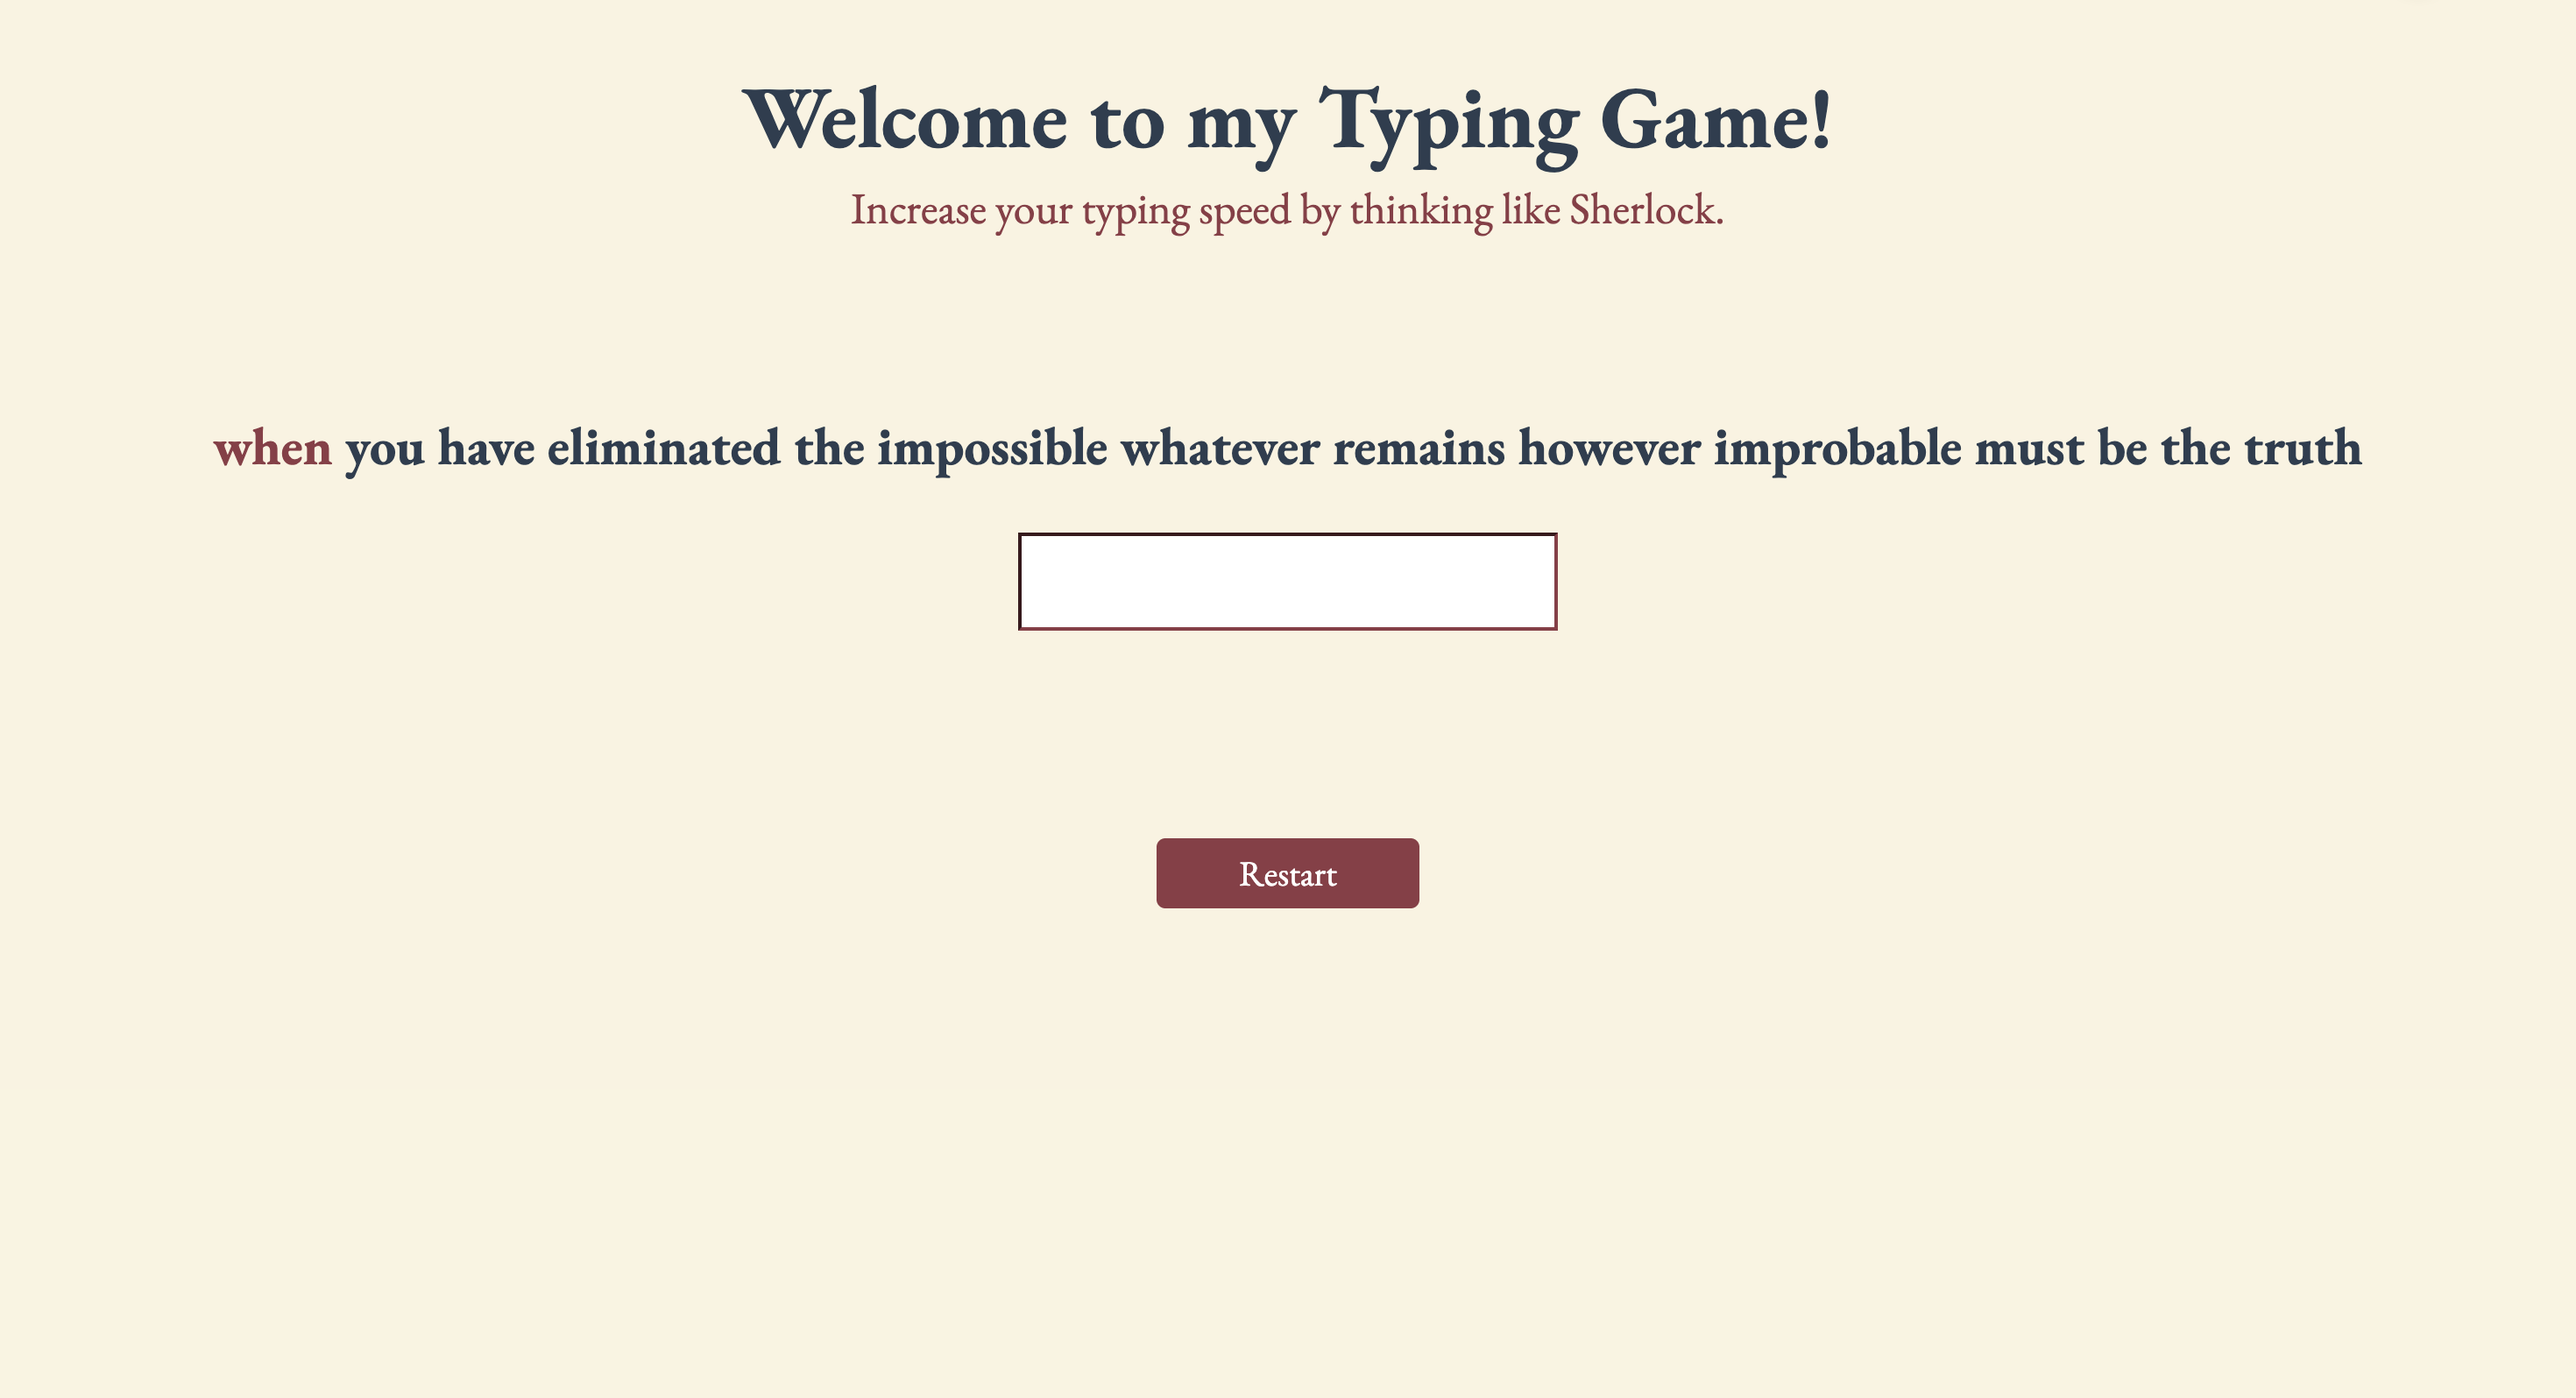 Welcome to my Typing Game!
Increase your typing speed by thinking like Sherlock.
when you have eliminated the impossible whatever remains however improbable must be the truth
Restart